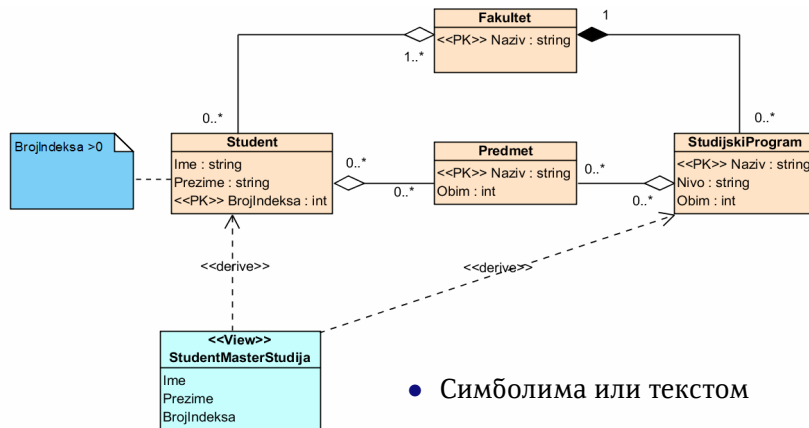 Fakultet
<<PK>> Naziv : string
1
1..*
0..*
0..*
BrojIndeksa >0
Student
Ime : string
Prezime : string
<<PK>> BrojIndeksa : int
0..*
0..*
Predmet
<<PK>> Naziv : string
Obim : int
0..*
0..*
StudijskiProgram
<<PK>> Naziv : string
Nivo : string
Obim : int
<<derive>>
<<derive>>
<<View>>
StudentMasterStudija
Ime
Prezime
BrojIndeksa
• Симболима или текстом